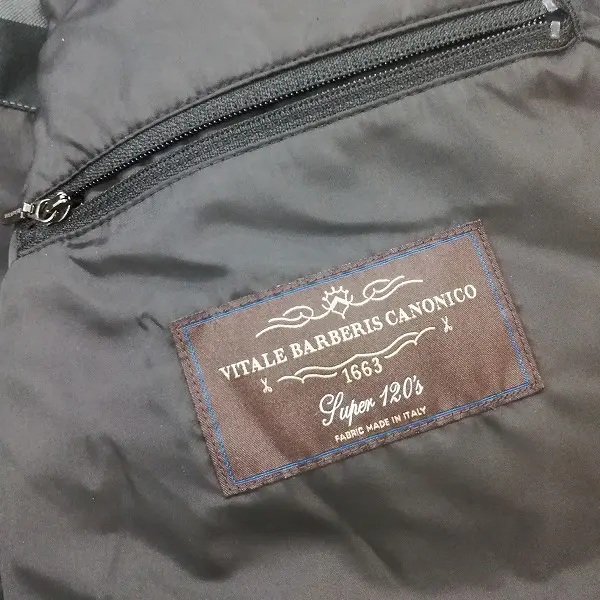 VITALE BARBERIS CANONICO
1663
Super 120's
FABRIC MADE IN ITALY